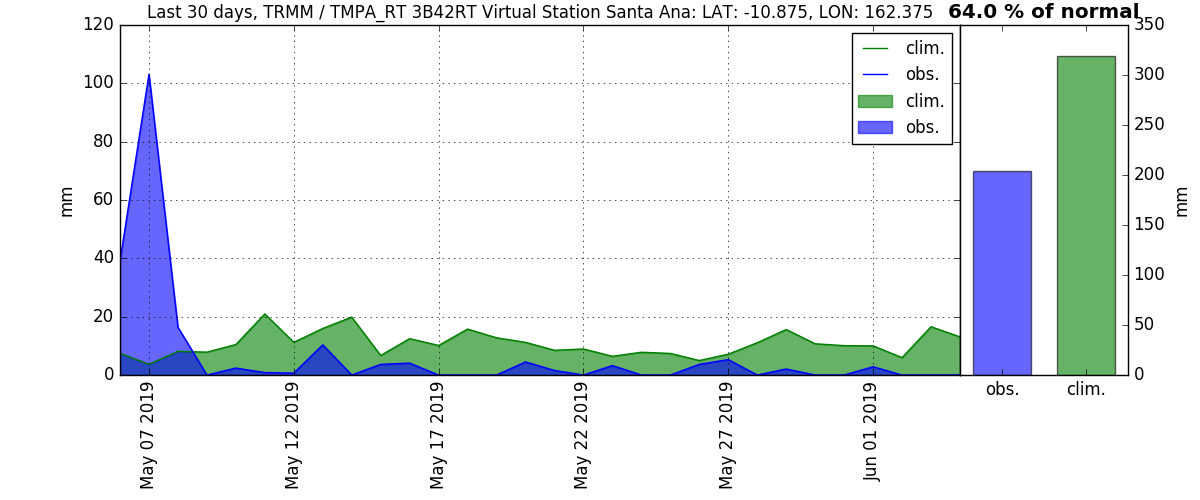 Last 30 days, TRMM / TMPA_RT 3B42RT Virtual Station Santa Ana: LAT: -10.875, LON: 162.375
64.0 % of normal
120
100
80
60
40
20
0
mm
clim.
obs.
clim.
obs.
May 07 2019
May 12 2019
May 17 2019
May 22 2019
May 27 2019
Jun 01 2019
350
300
250
200
150
100
50
0
mm
obs.
clim.